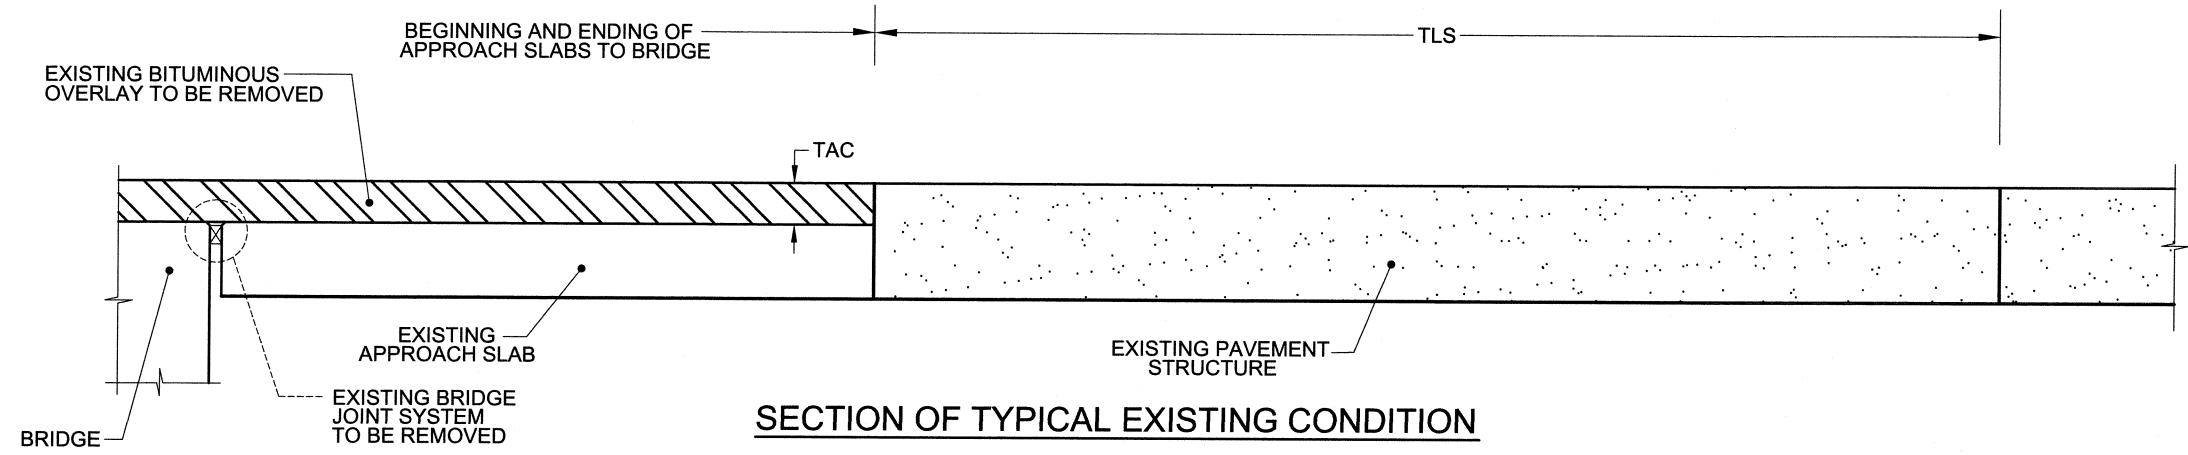 BEGINNING AND ENDING OF
APPROACH SLABS TO BRIDGE
TLS
EXISTING BITUMINOUS
OVERLAY TO BE REMOVED
TAC
EXISTING
APPROACH SLAB
EXISTING PAVEMENT
STRUCTURE
EXISTING BRIDGE
JOINT SYSTEM
TO BE REMOVED
BRIDGE
SECTION OF TYPICAL EXISTING CONDITION